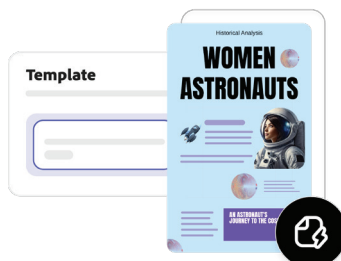 Template
Historical Analysis
WOMEN
ASTRONAUTS
AN ASTRONAUT'S
JOURNEY TO THE COS